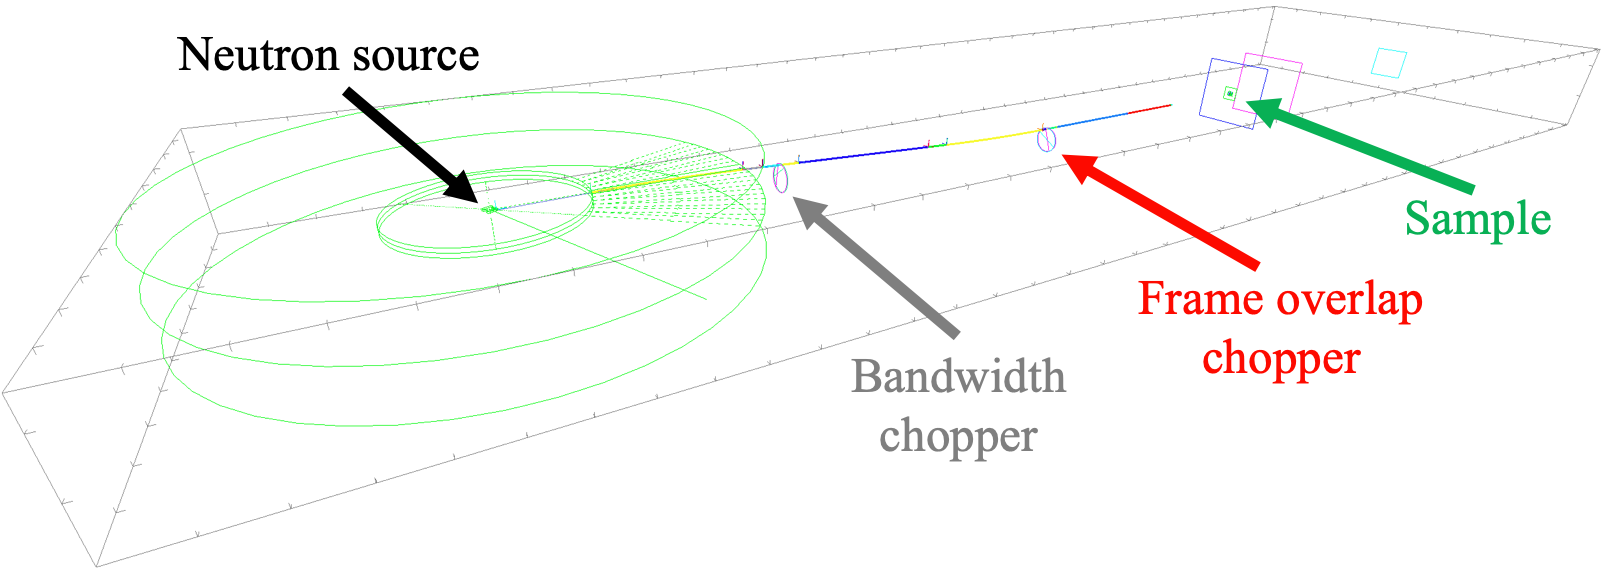 Neutron source
Sample
Frame overlap
chopper
Bandwidth
chopper